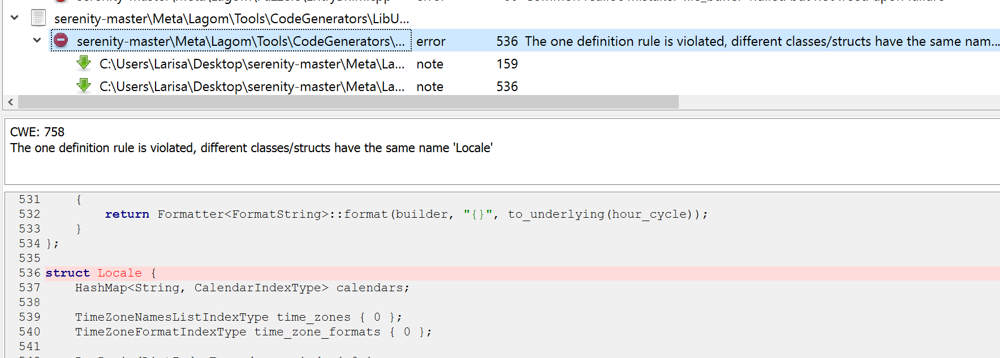 serenity-master\Meta\Lagom\Tools\CodeGenerators\LibU...
serenity-master\Meta\Lagom\Tools\CodeGenerators\... error 536 The one definition rule is violated, different classes/structs have the same nam...
C:\Users\Larisa\Desktop\serenity-master\Meta\La... note 159
C:\Users\Larisa\Desktop\serenity-master\Meta\La... note 536
CWE: 758
The one definition rule is violated, different classes/structs have the same name 'Locale'
531 {
532 return Formatter<FormatString>::format(builder, "{}", to_underlying(hour_cycle));
533 }
534 };
535
536 struct Locale {
537 HashMap<String, CalendarIndexType> calendars;
538
539 TimeZoneNamesListIndexType time_zones { 0 };
540 TimeZoneFormatIndexType time_zone_formats { 0 };
541